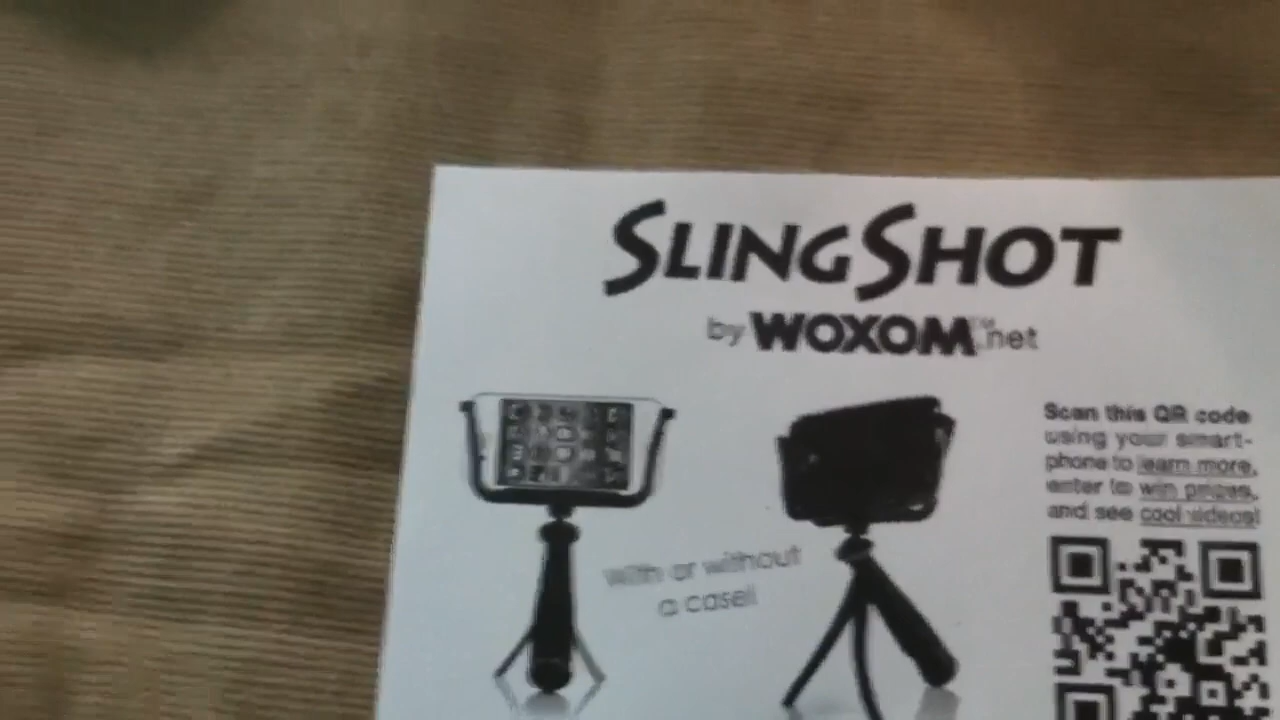 SLINGSHOT
by WOXOM™.net
Scan this QR code
using your smart-
phone to learn more,
enter to win prizes,
and see cool videos!
with or without
a case!!